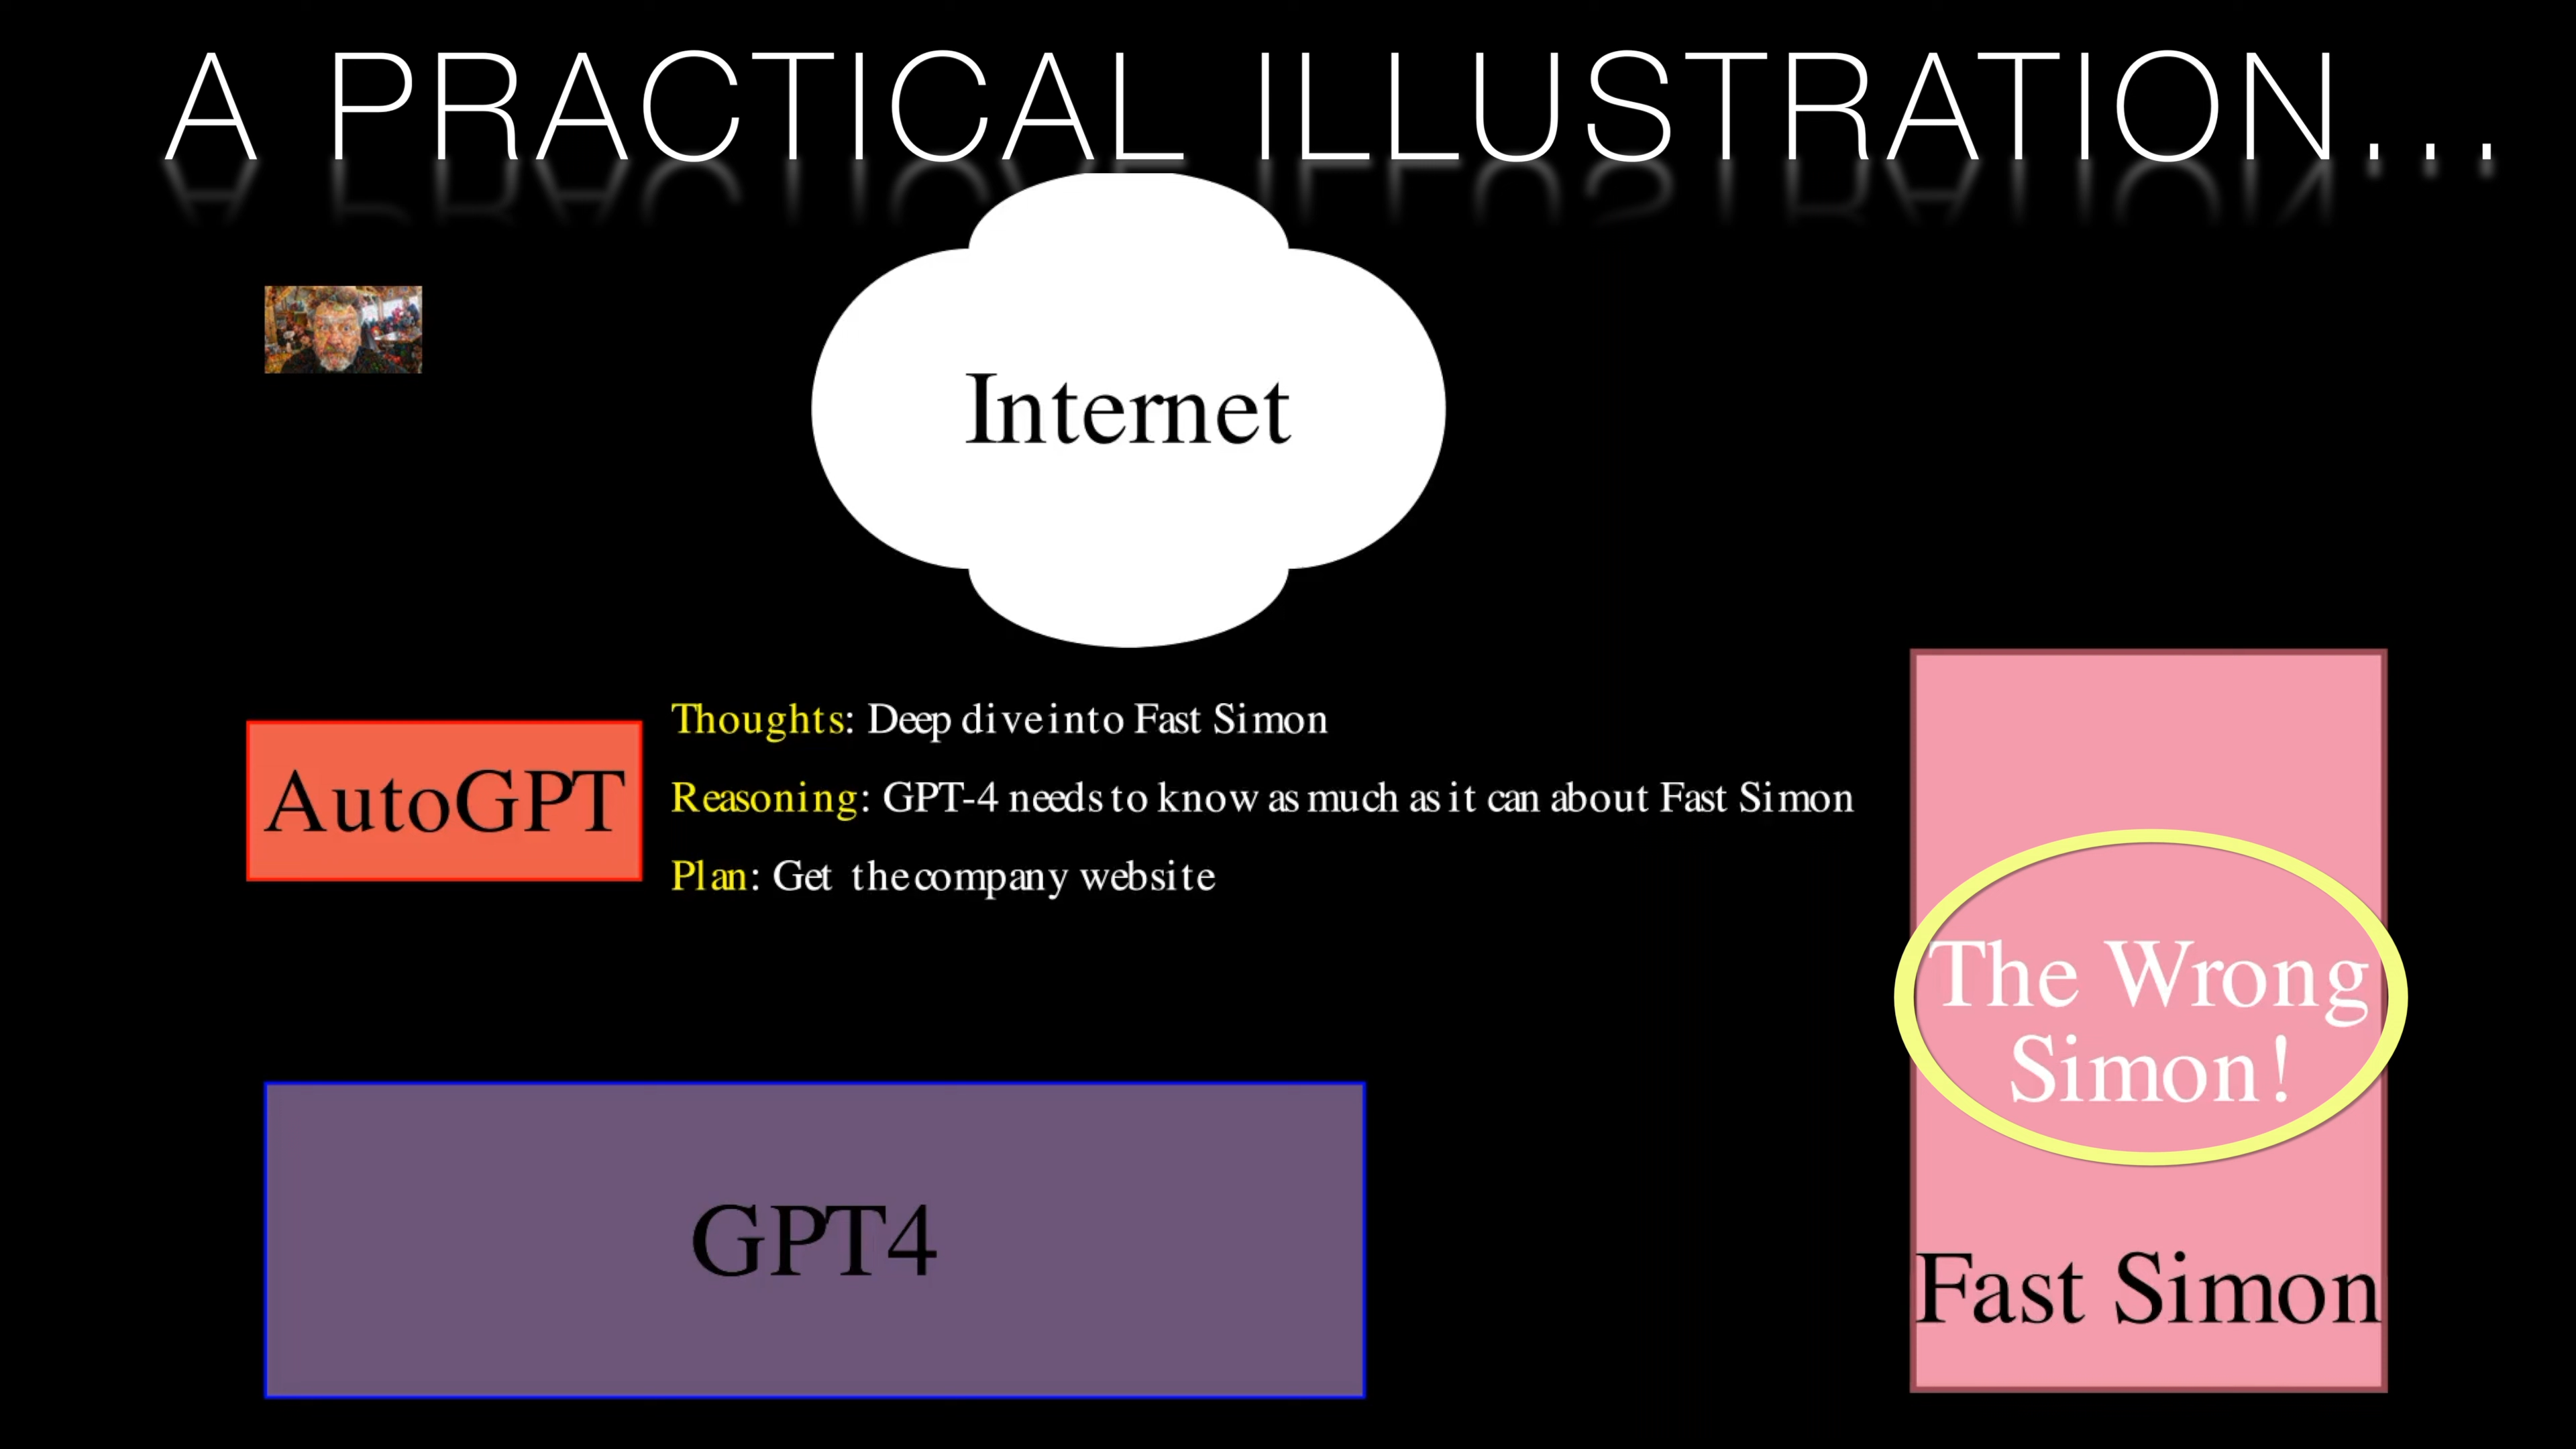 A PRACTICAL ILLUSTRATION...
Internet
Thoughts: Deep dive into Fast Simon
AutoGPT
Reasoning: GPT-4 needs to know as much as it can about Fast Simon
Plan: Get the company website
The Wrong
Simon!
GPT4
Fast Simon